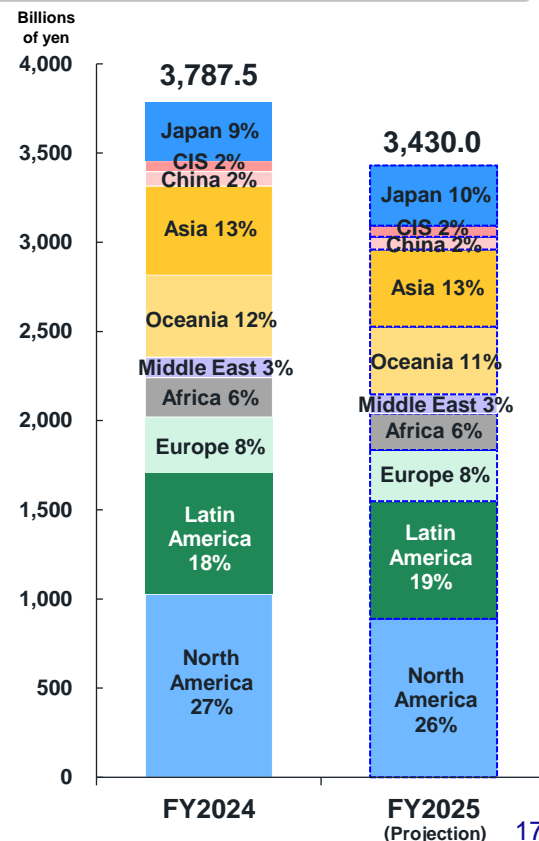 Billions
of yen
4,000
3,500
3,000
2,500
2,000
1,500
1,000
500
0
3,787.5
Japan 9%
CIS 2%
China 2%
Asia 13%
Oceania 12%
Middle East 3%
Africa 6%
Europe 8%
Latin
America
18%
North
America
27%
FY2024
3,430.0
Japan 10%
CIS 2%
China 2%
Asia 13%
Oceania 11%
Middle East 3%
Africa 6%
Europe 8%
Latin
America
19%
North
America
26%
FY2025
(Projection)
17